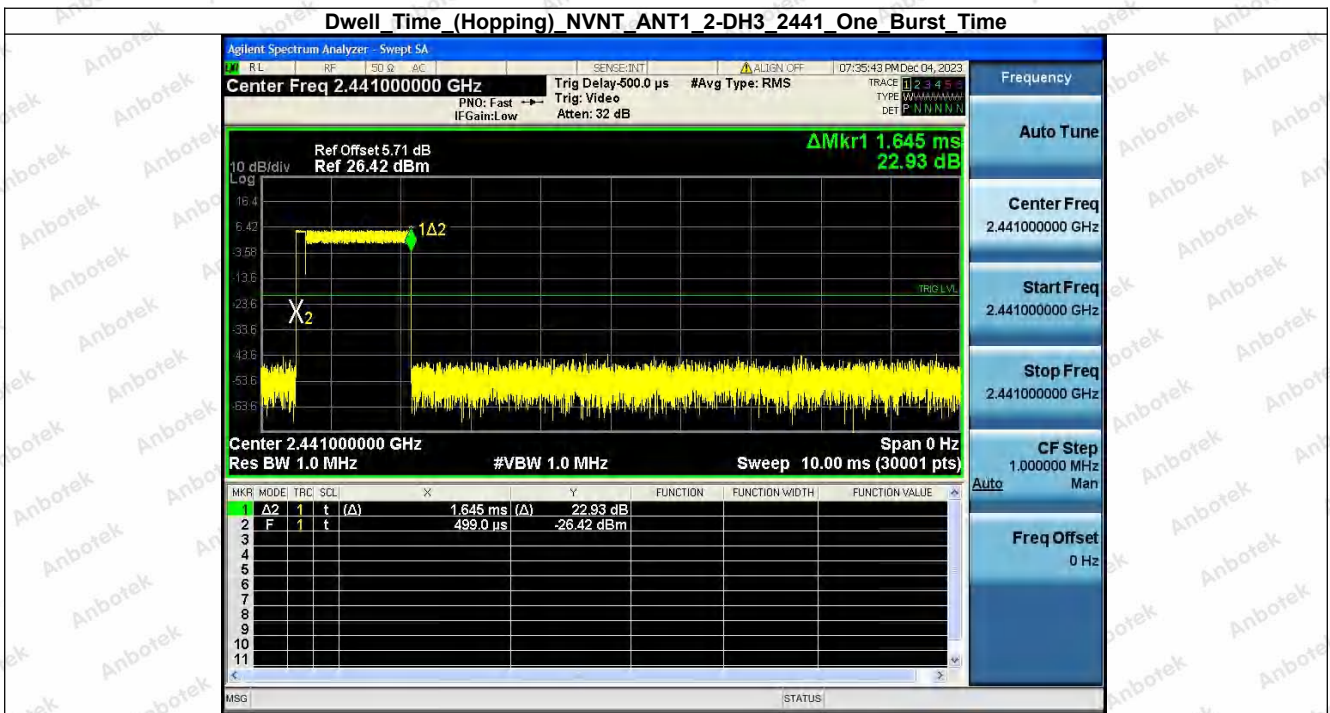 Dwell_Time_(Hopping)_NVNT_ANT1_2-DH3_2441_One_Burst_Time
Agilent Spectrum Analyzer - Swept SA
RL RF 50 Ω AC SENSE:INT ALIGN OFF 07:35:43 PM Dec 04, 2023
Center Freq 2.441000000 GHz Trig Delay-500.0 µs #Avg Type: RMS TRACE 1 2 3 4 5 6
PNO: Fast Trig: Video TYPE WWWWWW
IFGain:Low Atten: 32 dB DET P N N N N N
Frequency
Auto Tune
ΔMkr1 1.645 ms
22.93 dB
Ref Offset 5.71 dB
10 dB/div Ref 26.42 dBm
Log
16.4
6.42
-3.58
-13.6
-23.6
-33.6
-43.6
-53.6
-63.6
1Δ2
TRIG LVL
X2
Center 2.441000000 GHz Span 0 Hz
Res BW 1.0 MHz #VBW 1.0 MHz Sweep 10.00 ms (30001 pts)
Center Freq
2.441000000 GHz
Start Freq
2.441000000 GHz
Stop Freq
2.441000000 GHz
CF Step
1.000000 MHz
Auto Man
Freq Offset
0 Hz
MKR MODE TRC SCL X Y FUNCTION FUNCTION WIDTH FUNCTION VALUE
1 Δ2 1 t (Δ) 1.645 ms (Δ) 22.93 dB
2 F 1 t 499.0 µs -26.42 dBm
3
4
5
6
7
8
9
10
11
MSG STATUS
Anbotek